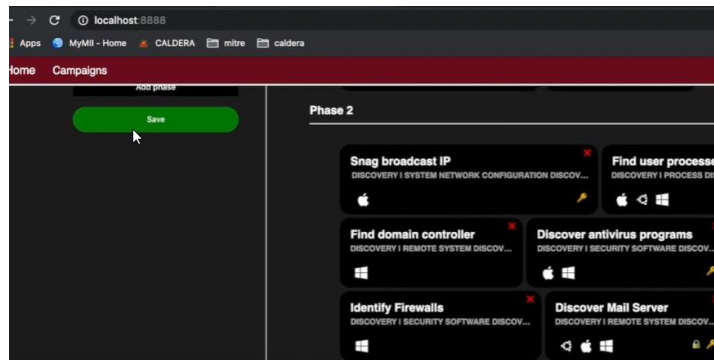 localhost:8888
Apps MyMII - Home CALDERA mitre caldera
Home Campaigns
Add phase
Save
Phase 2
Snag broadcast IP
DISCOVERY | SYSTEM NETWORK CONFIGURATION DISCOV...
Find user processe
DISCOVERY | PROCESS DI
Find domain controller
DISCOVERY | REMOTE SYSTEM DISCOV...
Discover antivirus programs
DISCOVERY | SECURITY SOFTWARE DISCOV...
Identify Firewalls
DISCOVERY | SECURITY SOFTWARE DISCOV...
Discover Mail Server
DISCOVERY | REMOTE SYSTEM DISCOV...